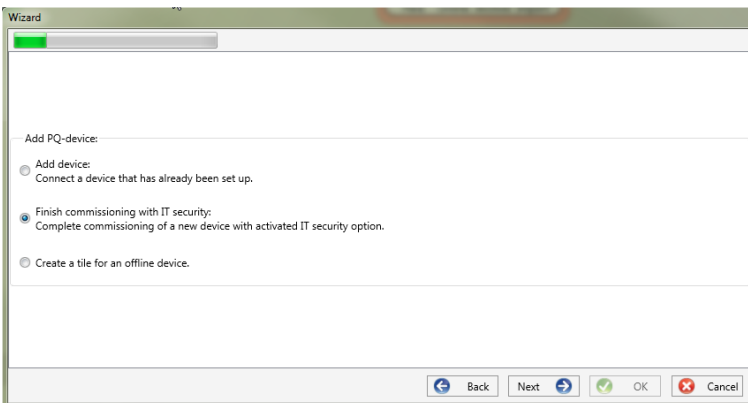 Wizard
Add PQ-device:
Add device:
Connect a device that has already been set up.
Finish commissioning with IT security:
Complete commissioning of a new device with activated IT security option.
Create a tile for an offline device.
Back Next OK Cancel